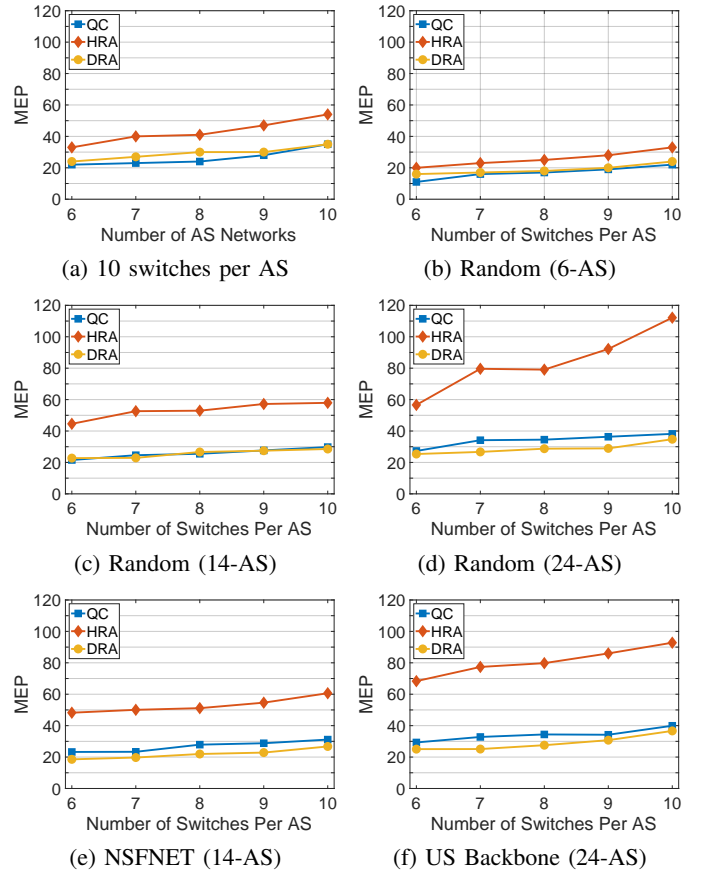 120
100
80
60
40
20
0
MEP
QC
HRA
DRA
6 7 8 9 10
Number of AS Networks
(a) 10 switches per AS
120
100
80
60
40
20
0
MEP
QC
HRA
DRA
6 7 8 9 10
Number of Switches Per AS
(b) Random (6-AS)
120
100
80
60
40
20
0
MEP
QC
HRA
DRA
6 7 8 9 10
Number of Switches Per AS
(c) Random (14-AS)
120
100
80
60
40
20
0
MEP
QC
HRA
DRA
6 7 8 9 10
Number of Switches Per AS
(d) Random (24-AS)
120
100
80
60
40
20
0
MEP
QC
HRA
DRA
6 7 8 9 10
Number of Switches Per AS
(e) NSFNET (14-AS)
120
100
80
60
40
20
0
MEP
QC
HRA
DRA
6 7 8 9 10
Number of Switches Per AS
(f) US Backbone (24-AS)